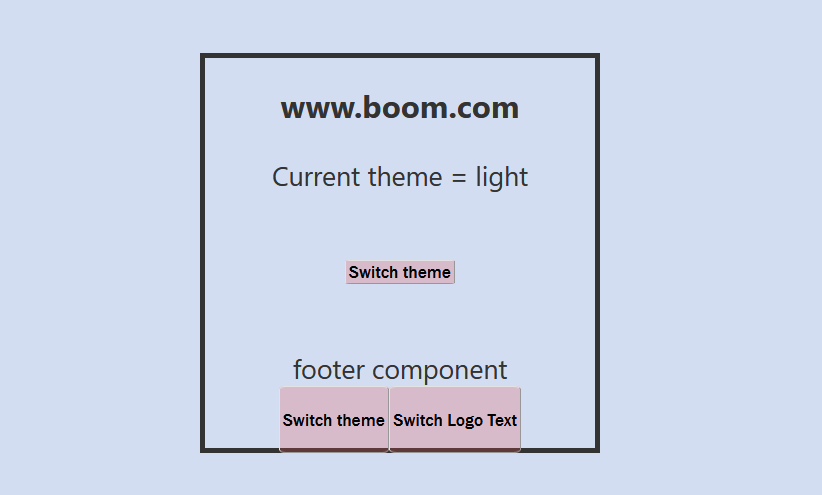 www.boom.com
Current theme = light
Switch theme
footer component
Switch theme Switch Logo Text